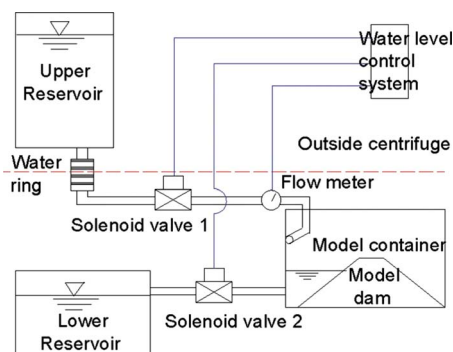 Upper
Reservoir
Water level
control
system
Outside centrifuge
Water
ring
Flow meter
Solenoid valve 1
Model container
Model
dam
Lower
Reservoir
Solenoid valve 2